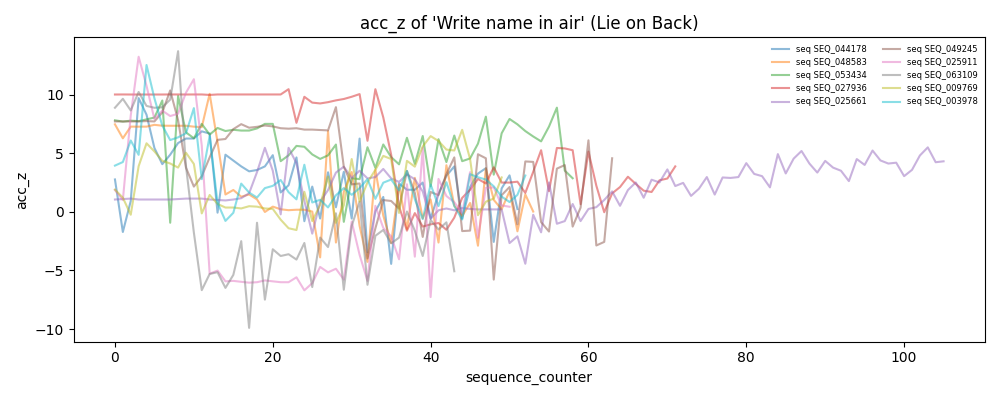 acc_z of 'Write name in air' (Lie on Back)
acc_z
10
5
0
−5
−10
0 20 40 60 80 100
sequence_counter
seq SEQ_044178
seq SEQ_048583
seq SEQ_053434
seq SEQ_027936
seq SEQ_025661
seq SEQ_049245
seq SEQ_025911
seq SEQ_063109
seq SEQ_009769
seq SEQ_003978